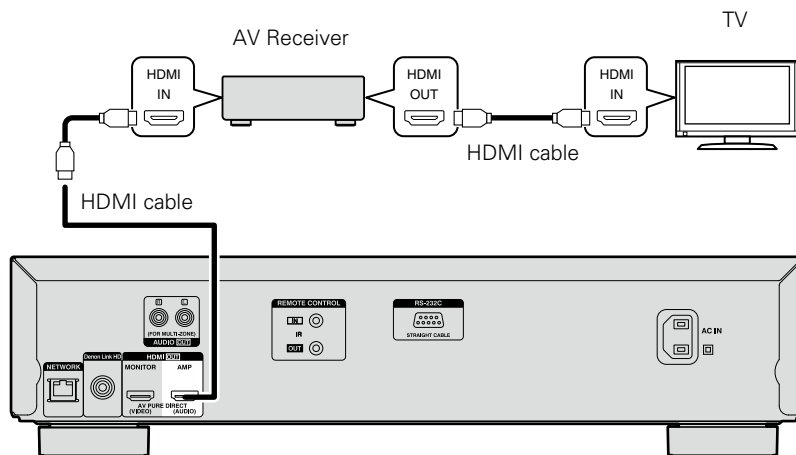 TV
AV Receiver
HDMI
IN
HDMI
OUT
HDMI
IN
HDMI cable
HDMI cable
R
L
(FOR MULTI-ZONE)
AUDIO OUT
REMOTE CONTROL
IN
IR
OUT
RS-232C
STRAIGHT CABLE
AC IN
NETWORK
Denon Link HD
HDMI OUT
MONITOR
AMP
AV PURE DIRECT
(VIDEO)
(AUDIO)